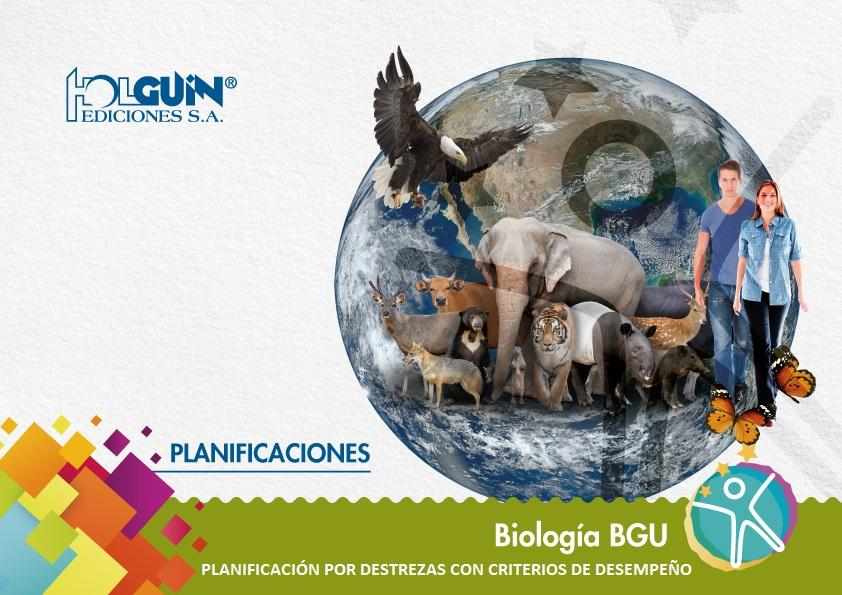 HOLGUIN®
EDICIONES S.A.
PLANIFICACIONES
Biología BGU
PLANIFICACIÓN POR DESTREZAS CON CRITERIOS DE DESEMPEÑO